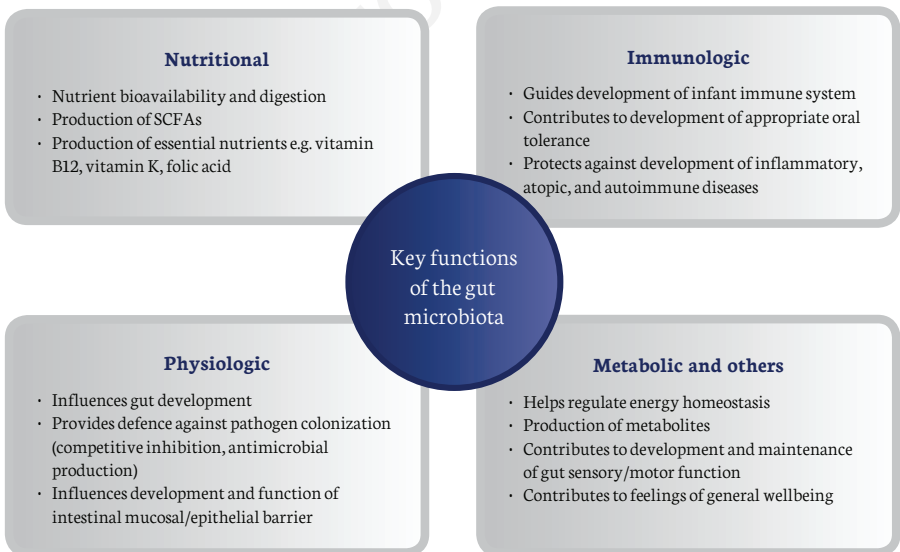 Nutritional
· Nutrient bioavailability and digestion
· Production of SCFAs
· Production of essential nutrients e.g. vitamin
B12, vitamin K, folic acid
Immunologic
· Guides development of infant immune system
· Contributes to development of appropriate oral
tolerance
· Protects against development of inflammatory,
atopic, and autoimmune diseases
Key functions
of the gut
microbiota
Physiologic
· Influences gut development
· Provides defence against pathogen colonization
(competitive inhibition, antimicrobial
production)
· Influences development and function of
intestinal mucosal/epithelial barrier
Metabolic and others
· Helps regulate energy homeostasis
· Production of metabolites
· Contributes to development and maintenance
of gut sensory/motor function
· Contributes to feelings of general wellbeing